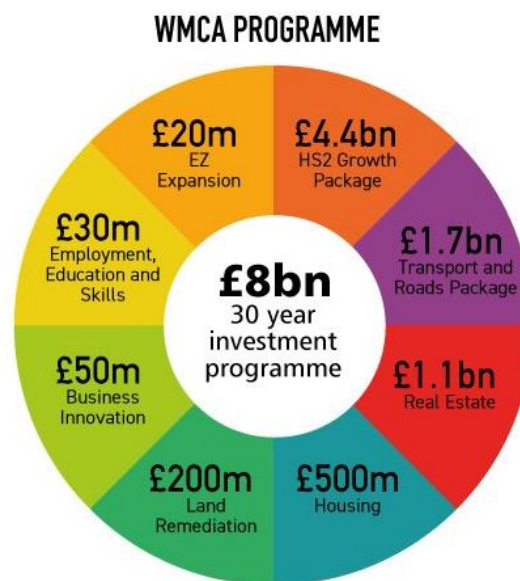 WMCA PROGRAMME
£20m
EZ
Expansion
£4.4bn
HS2 Growth
Package
£30m
Employment,
Education and
Skills
£1.7bn
Transport and
Roads Package
£8bn
30 year
investment
programme
£50m
Business
Innovation
£1.1bn
Real Estate
£200m
Land
Remediation
£500m
Housing